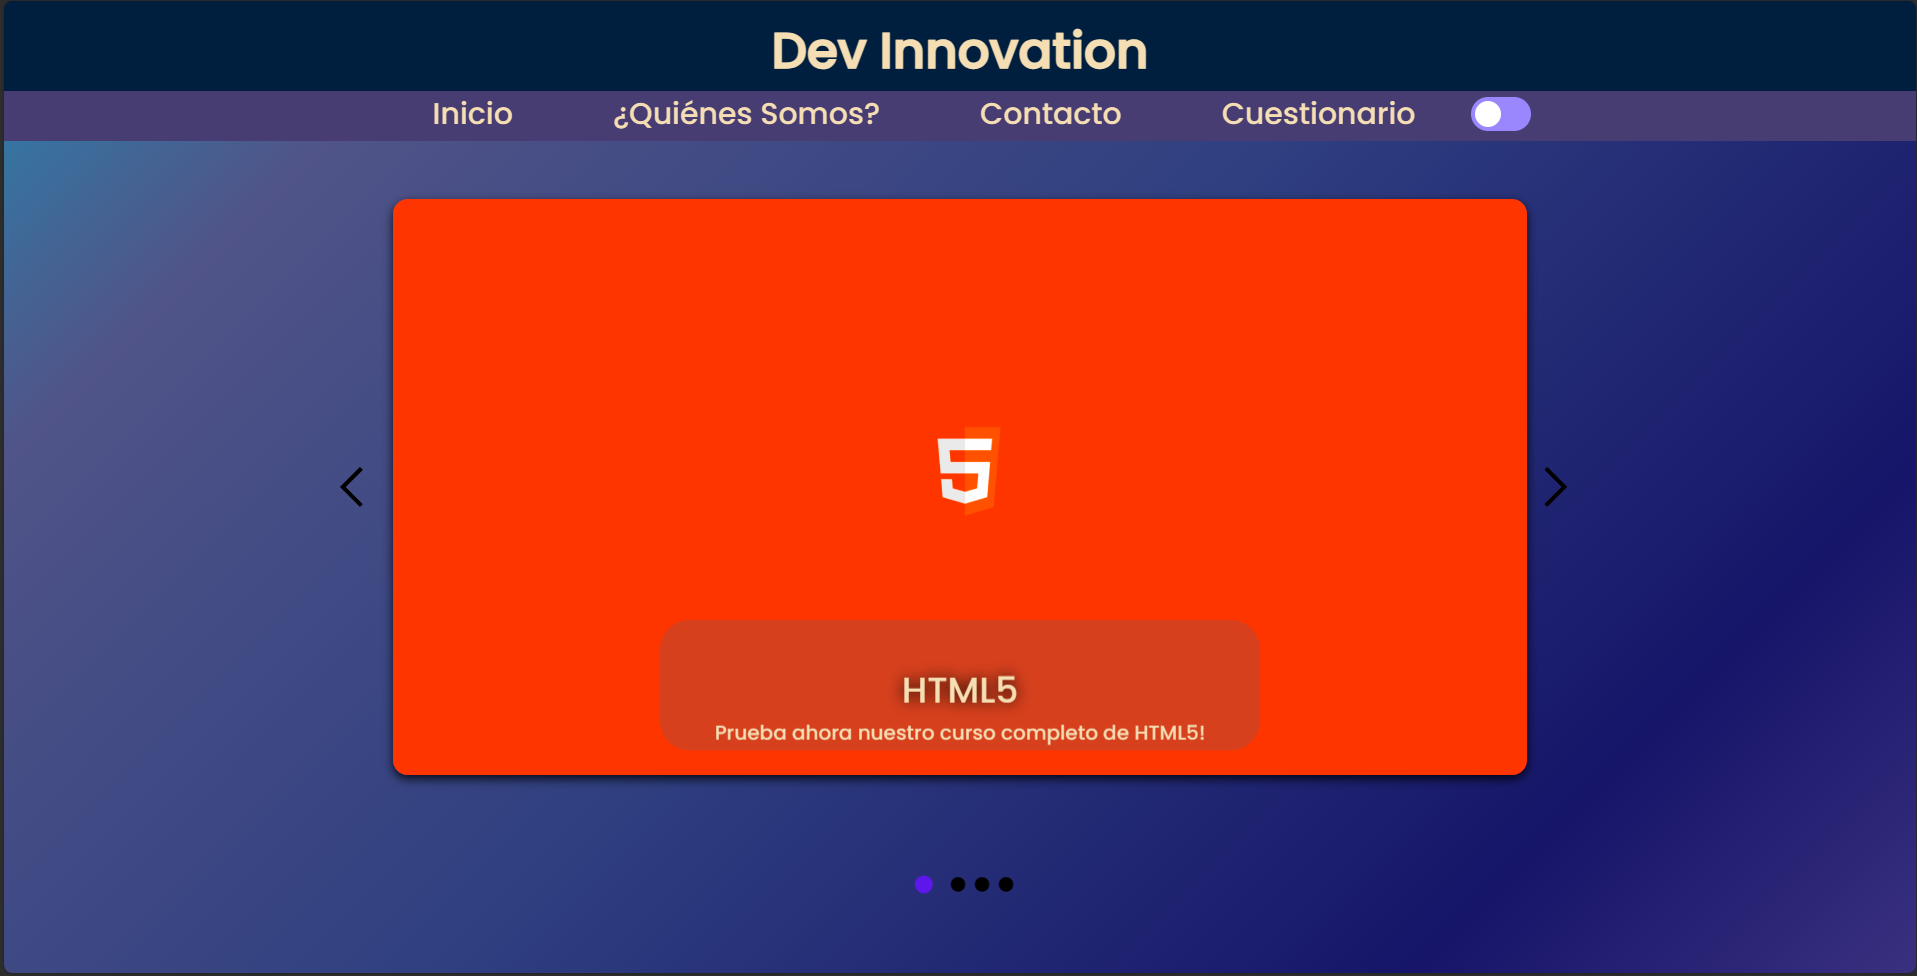 Dev Innovation
Inicio ¿Quiénes Somos? Contacto Cuestionario
5
HTML5
Prueba ahora nuestro curso completo de HTML5!